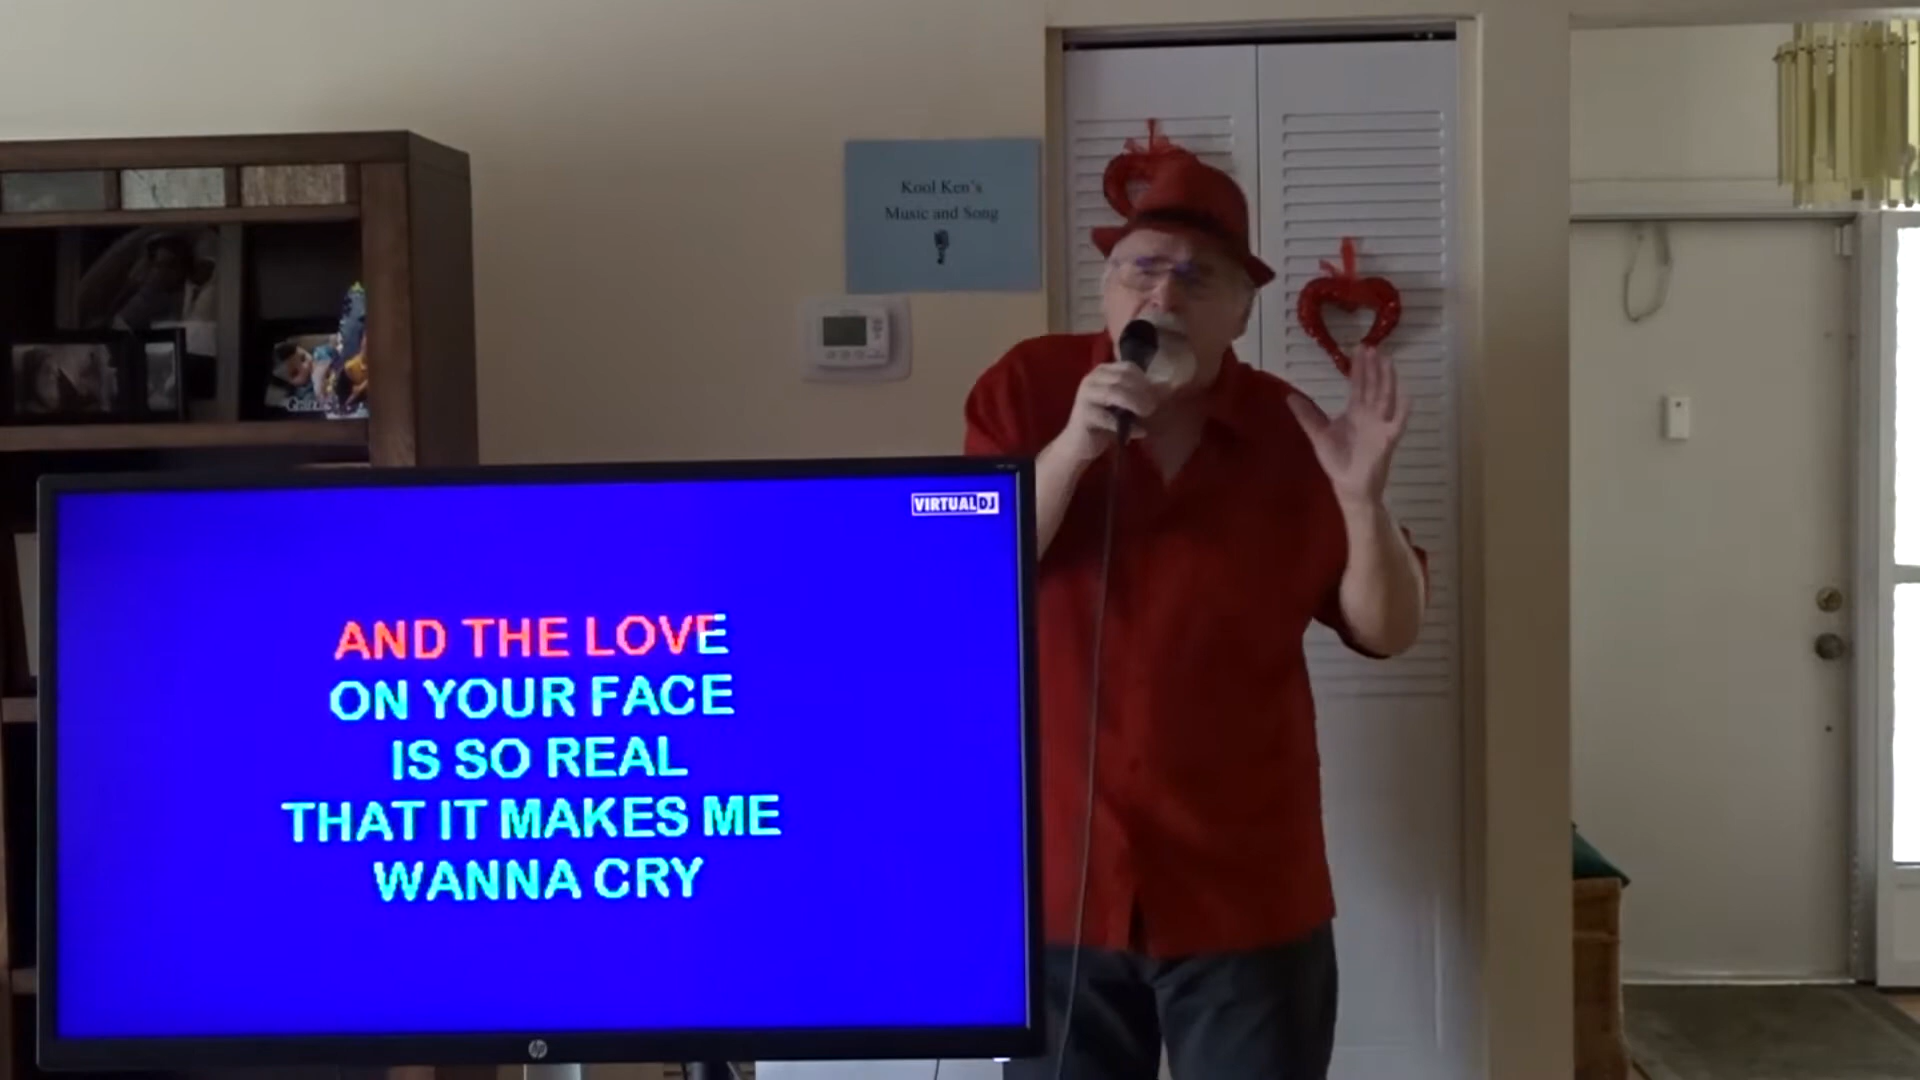 Kool Ken's
Music and Song
VIRTUALDJ
AND THE LOVE
ON YOUR FACE
IS SO REAL
THAT IT MAKES ME
WANNA CRY
hp